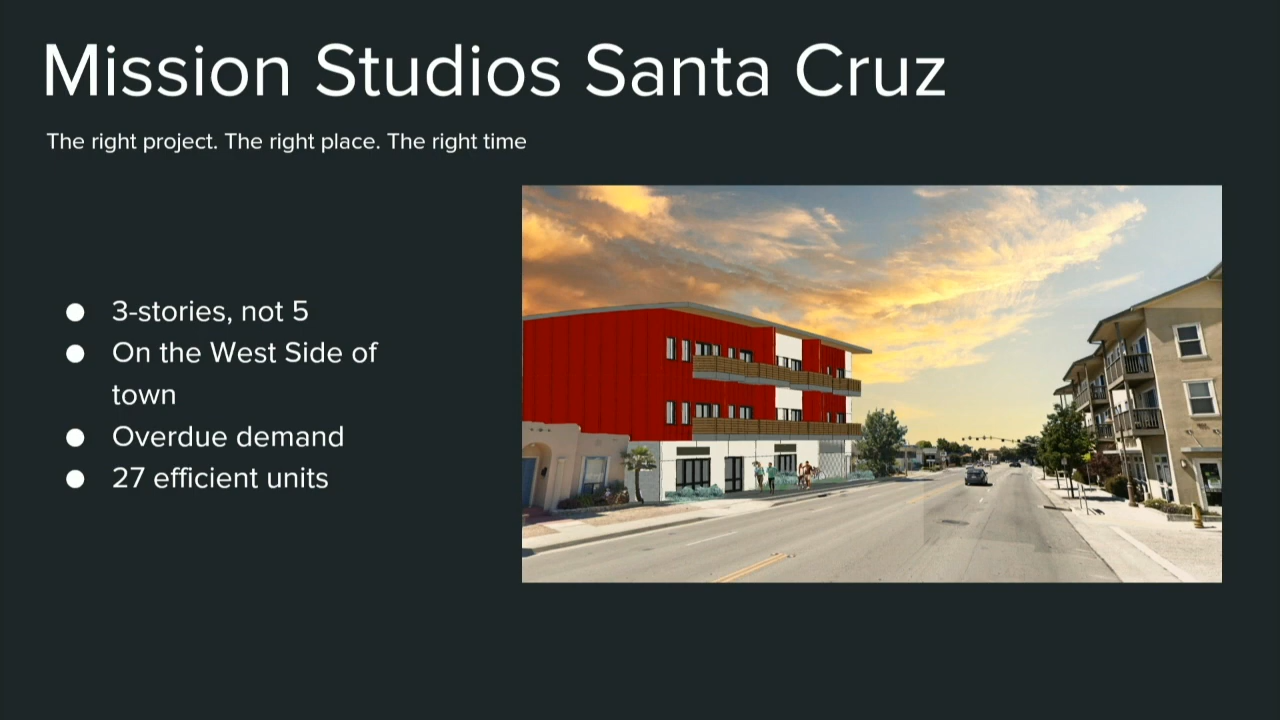 Mission Studios Santa Cruz
The right project. The right place. The right time
● 3-stories, not 5
● On the West Side of
town
● Overdue demand
● 27 efficient units